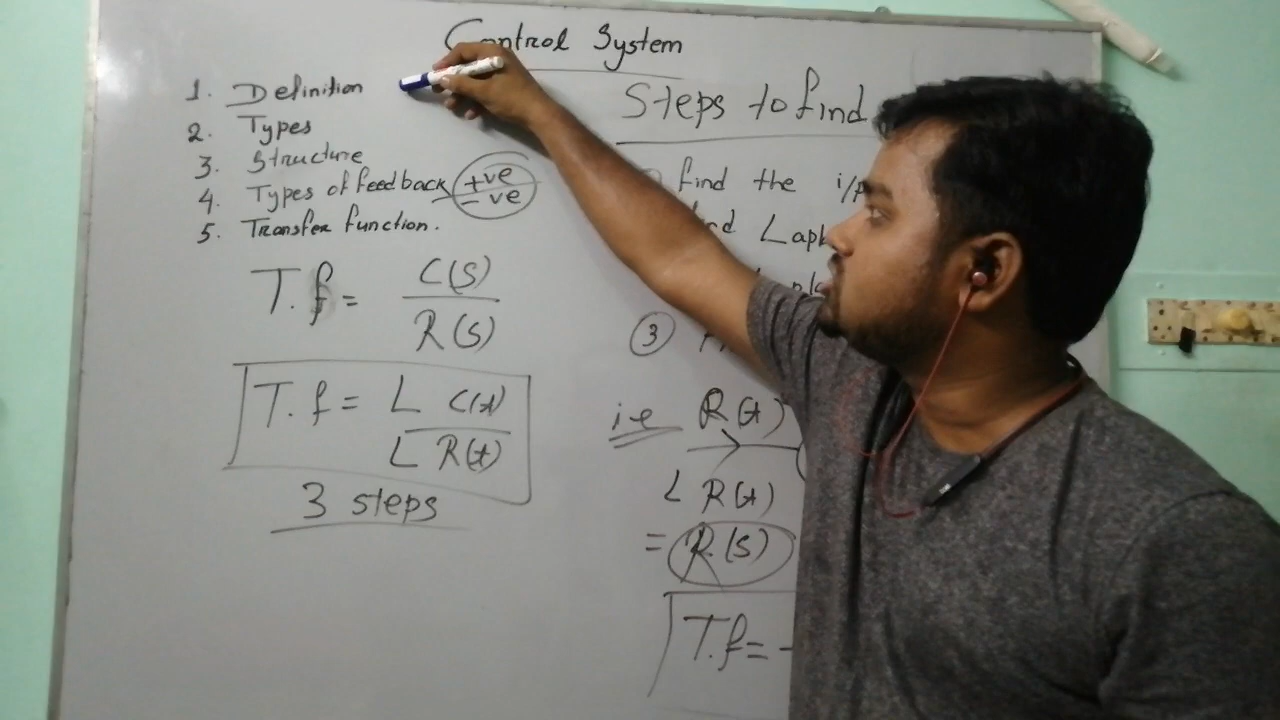 Control System
1. Definition
2. Types
3. Structure
4. Types of feedback +ve
-ve
5. Transfer function.
T.f = C(S)
R(S)
T.f = L C(t)
L R(t)
3 steps
Steps to find
find the i/p
Lapl
3
i.e R(t)
L R(t)
= R(S)
T.f = -